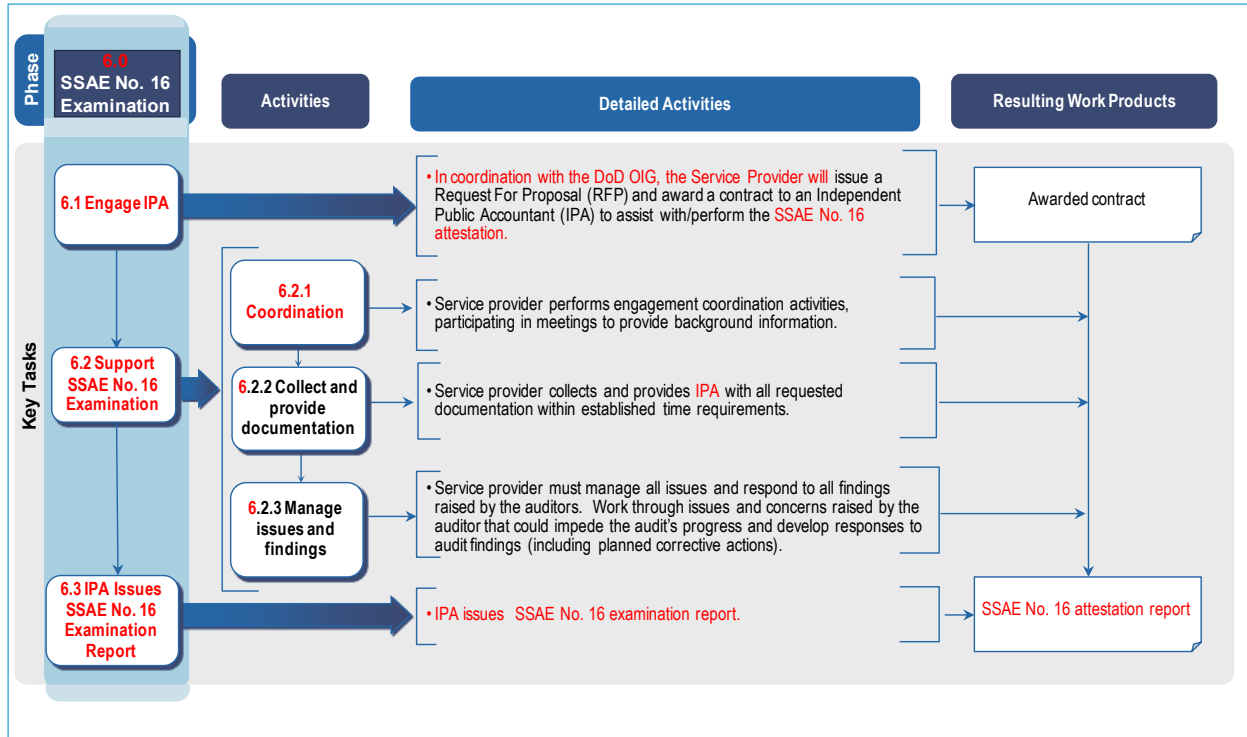 Phase
6.0
SSAE No. 16
Examination
Activities
Detailed Activities
Resulting Work Products
Key Tasks
6.1 Engage IPA
• In coordination with the DoD OIG, the Service Provider will issue a
Request For Proposal (RFP) and award a contract to an Independent
Public Accountant (IPA) to assist with/perform the SSAE No. 16
attestation.
Awarded contract
6.2 Support
SSAE No. 16
Examination
6.2.1
Coordination
• Service provider performs engagement coordination activities,
participating in meetings to provide background information.
6.2.2 Collect and
provide
documentation
• Service provider collects and provides IPA with all requested
documentation within established time requirements.
6.2.3 Manage
issues and
findings
• Service provider must manage all issues and respond to all findings
raised by the auditors. Work through issues and concerns raised by the
auditor that could impede the audit's progress and develop responses to
audit findings (including planned corrective actions).
6.3 IPA Issues
SSAE No. 16
Examination
Report
• IPA issues SSAE No. 16 examination report.
SSAE No. 16 attestation report